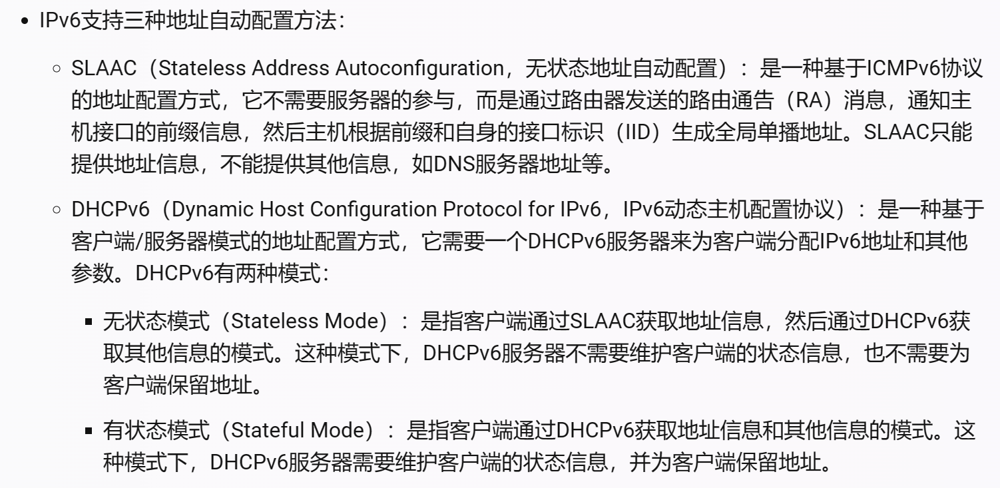 IPv6支持三种地址自动配置方法：
SLAAC（Stateless Address Autoconfiguration，无状态地址自动配置）：是一种基于ICMPv6协议
的地址配置方式，它不需要服务器的参与，而是通过路由器发送的路由通告（RA）消息，通知主
机接口的前缀信息，然后主机根据前缀和自身的接口标识（IID）生成全局单播地址。SLAAC只能
提供地址信息，不能提供其他信息，如DNS服务器地址等。
DHCPv6（Dynamic Host Configuration Protocol for IPv6，IPv6动态主机配置协议）：是一种基于
客户端/服务器模式的地址配置方式，它需要一个DHCPv6服务器来为客户端分配IPv6地址和其他
参数。DHCPv6有两种模式：
无状态模式（Stateless Mode）：是指客户端通过SLAAC获取地址信息，然后通过DHCPv6获
取其他信息的模式。这种模式下，DHCPv6服务器不需要维护客户端的状态信息，也不需要为
客户端保留地址。
有状态模式（Stateful Mode）：是指客户端通过DHCPv6获取地址信息和其他信息的模式。这
种模式下，DHCPv6服务器需要维护客户端的状态信息，并为客户端保留地址。